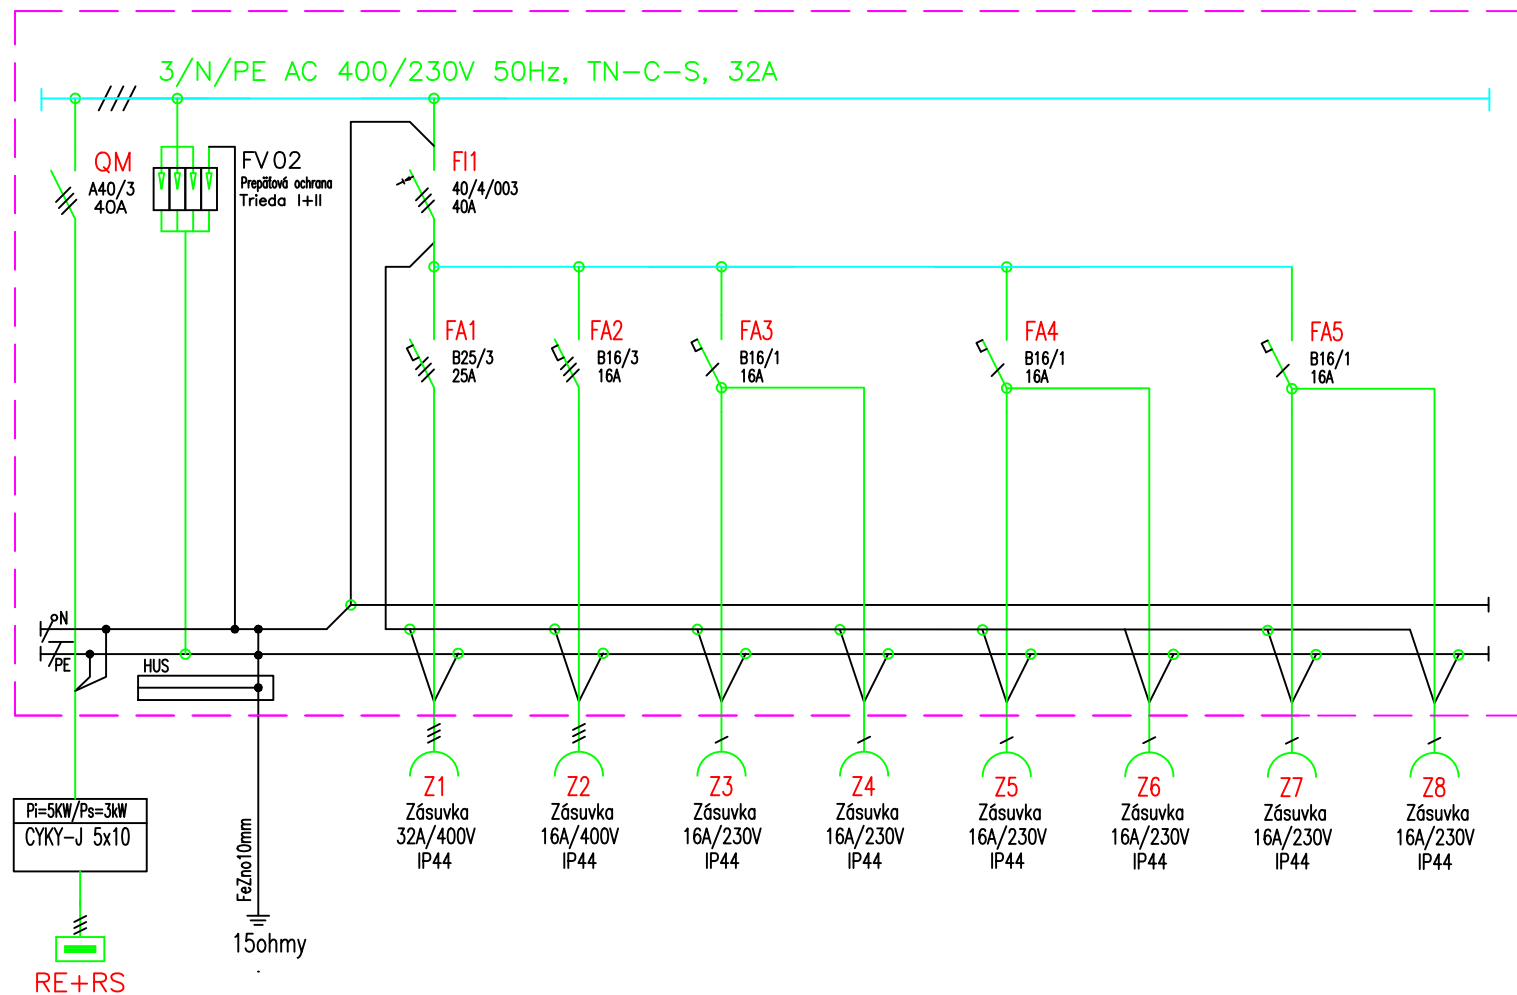 3/N/PE AC 400/230V 50Hz, TN-C-S, 32A
QM
A40/3
40A
FV02
Prepäťová ochrana
Trieda I+II
FI1
40/4/003
40A
FA1
B25/3
25A
FA2
B16/3
16A
FA3
B16/1
16A
FA4
B16/1
16A
FA5
B16/1
16A
N
PE
HUS
Z1
Zásuvka
32A/400V
IP44
Z2
Zásuvka
16A/400V
IP44
Z3
Zásuvka
16A/230V
IP44
Z4
Zásuvka
16A/230V
IP44
Z5
Zásuvka
16A/230V
IP44
Z6
Zásuvka
16A/230V
IP44
Z7
Zásuvka
16A/230V
IP44
Z8
Zásuvka
16A/230V
IP44
Pi=5KW/Ps=3kW
CYKY-J 5x10
FeZno10mm
15ohmy
RE+RS